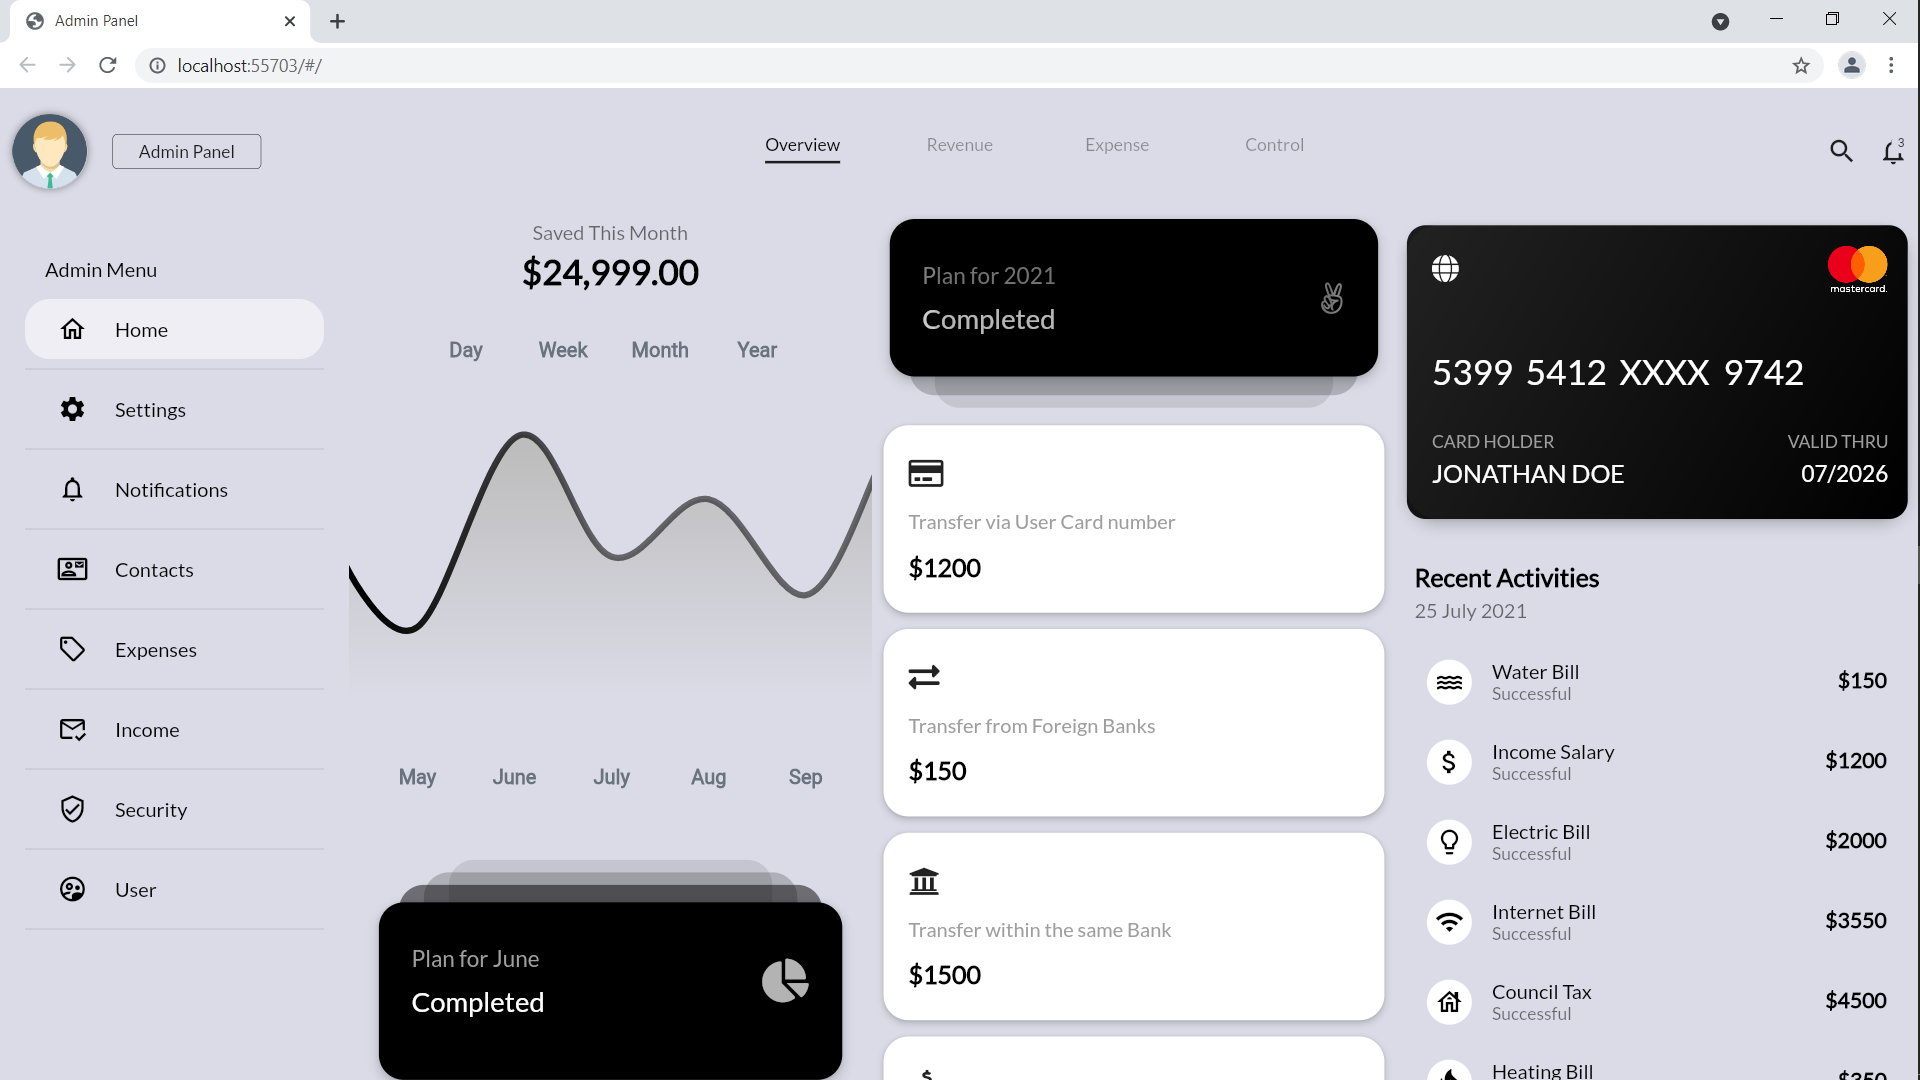 Admin Panel
localhost:55703/#/
Admin Panel
Overview
Revenue
Expense
Control
3
Admin Menu
Home
Settings
Notifications
Contacts
Expenses
Income
Security
User
Saved This Month
$24,999.00
Day
Week
Month
Year
May
June
July
Aug
Sep
Plan for June
Completed
Plan for 2021
Completed
Transfer via User Card number
$1200
Transfer from Foreign Banks
$150
Transfer within the same Bank
$1500
mastercard.
5399 5412 XXXX 9742
CARD HOLDER
VALID THRU
JONATHAN DOE
07/2026
Recent Activities
25 July 2021
Water Bill
Successful
$150
Income Salary
Successful
$1200
Electric Bill
Successful
$2000
Internet Bill
Successful
$3550
Council Tax
Successful
$4500
Heating Bill
$350